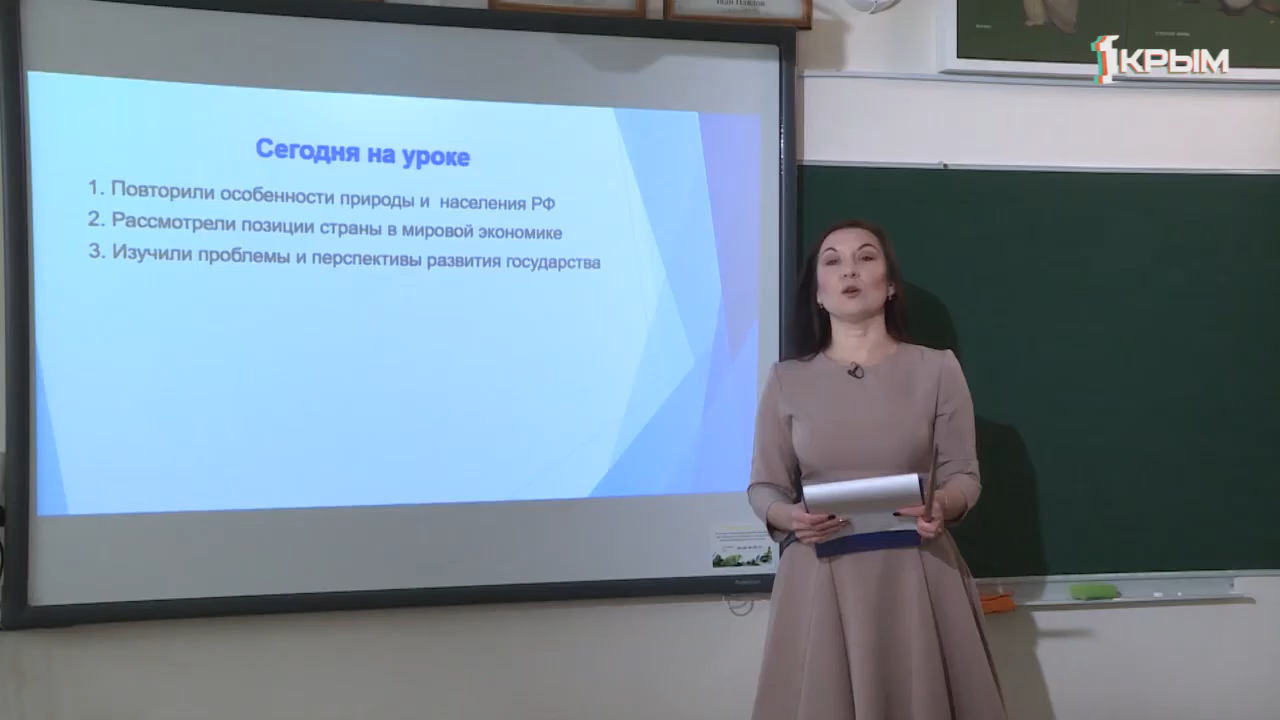 1КРЫМ
Сегодня на уроке
1. Повторили особенности природы и населения РФ
2. Рассмотрели позиции страны в мировой экономике
3. Изучили проблемы и перспективы развития государства